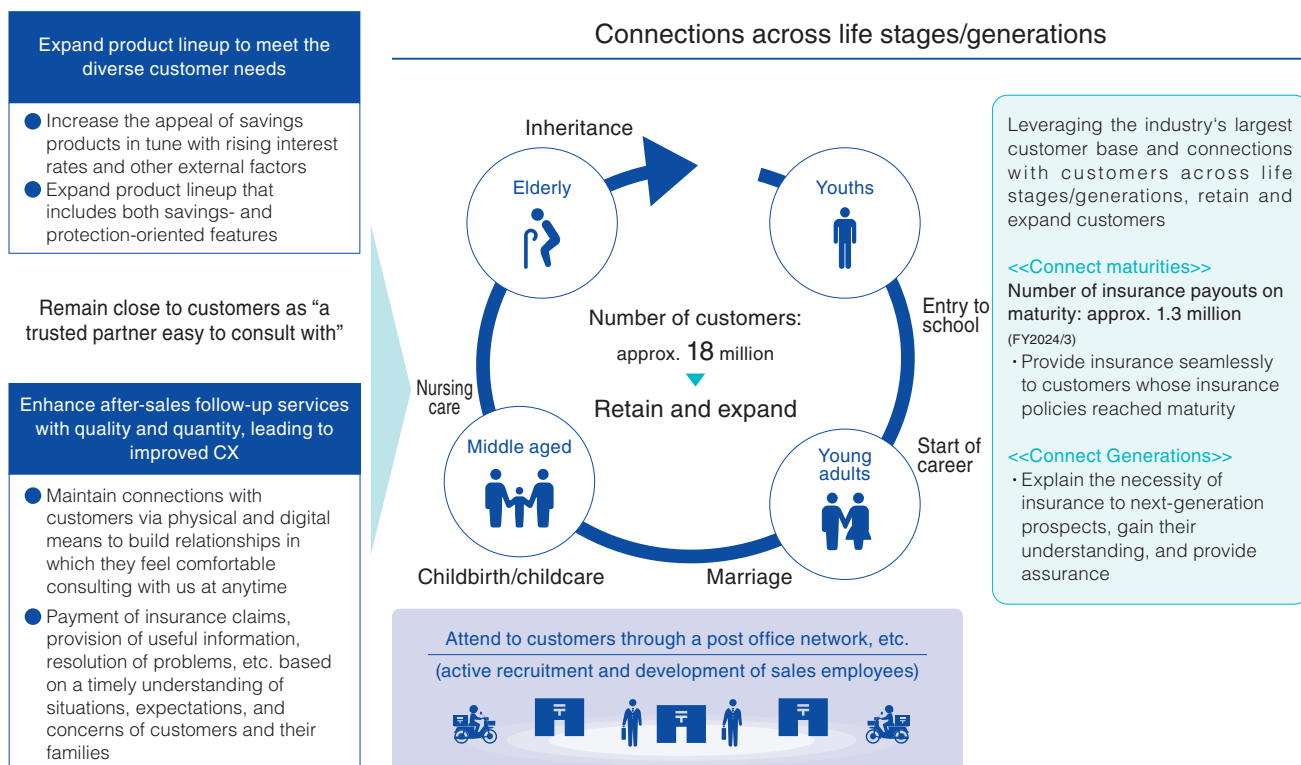 Expand product lineup to meet the
diverse customer needs
● Increase the appeal of savings
products in tune with rising interest
rates and other external factors
● Expand product lineup that
includes both savings- and
protection-oriented features
Remain close to customers as “a
trusted partner easy to consult with”
Enhance after-sales follow-up services
with quality and quantity, leading to
improved CX
● Maintain connections with
customers via physical and digital
means to build relationships in
which they feel comfortable
consulting with us at anytime
● Payment of insurance claims,
provision of useful information,
resolution of problems, etc. based
on a timely understanding of
situations, expectations, and
concerns of customers and their
families
Connections across life stages/generations
Inheritance
Elderly
Youths
Entry to
school
Number of customers:
approx. 18 million
Retain and expand
Nursing
care
Middle aged
Young
adults
Start of
career
Childbirth/childcare
Marriage
Attend to customers through a post office network, etc.
(active recruitment and development of sales employees)
〒
〒
〒
Leveraging the industry's largest
customer base and connections
with customers across life
stages/generations, retain and
expand customers
<<Connect maturities>>
Number of insurance payouts on
maturity: approx. 1.3 million
(FY2024/3)
・Provide insurance seamlessly
to customers whose insurance
policies reached maturity
<<Connect Generations>>
・Explain the necessity of
insurance to next-generation
prospects, gain their
understanding, and provide
assurance